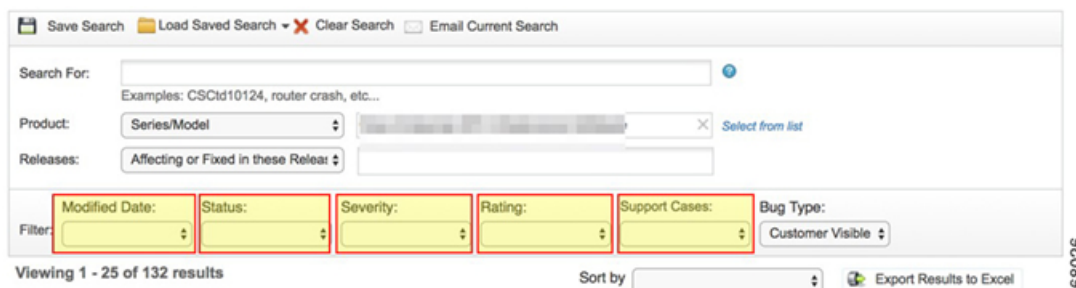 Save Search Load Saved Search Clear Search Email Current Search
Search For:
Examples: CSCtd10124, router crash, etc...
Product: Series/Model Select from list
Releases: Affecting or Fixed in these Releas
Filter: Modified Date: Status: Severity: Rating: Support Cases: Bug Type:
Customer Visible
Viewing 1 - 25 of 132 results Sort by Export Results to Excel